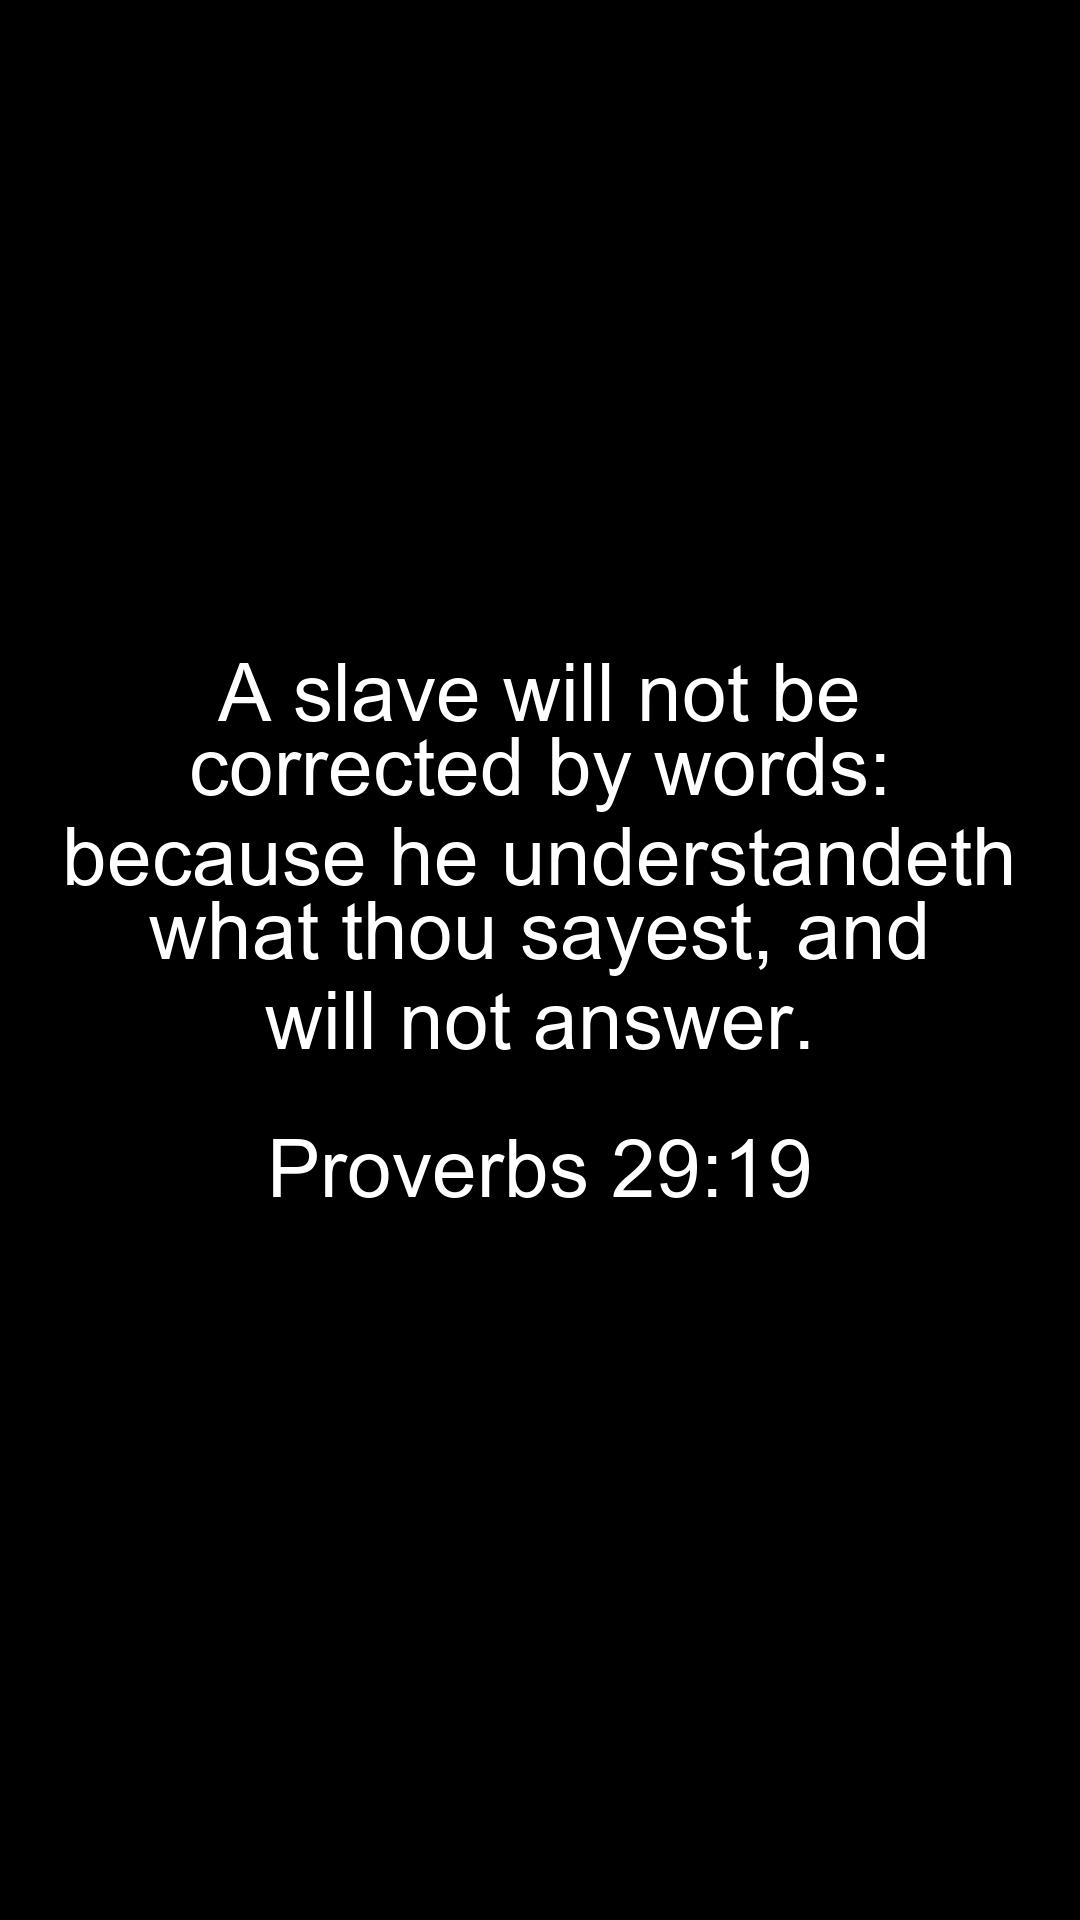 A slave will not be
corrected by words:
because he understandeth
what thou sayest, and
will not answer.
Proverbs 29:19